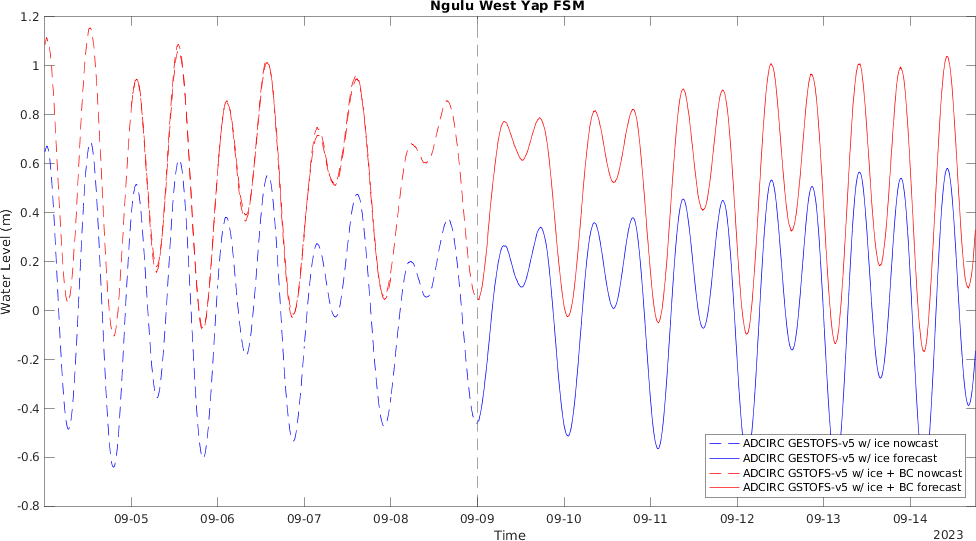 Ngulu West Yap FSM
1.2
1
0.8
0.6
0.4
0.2
0
-0.2
-0.4
-0.6
-0.8
Water Level (m)
ADCIRC GESTOFS-v5 w/ ice nowcast
ADCIRC GESTOFS-v5 w/ ice forecast
ADCIRC GSTOFS-v5 w/ ice + BC nowcast
ADCIRC GSTOFS-v5 w/ ice + BC forecast
09-05 09-06 09-07 09-08 09-09 09-10 09-11 09-12 09-13 09-14
Time
2023